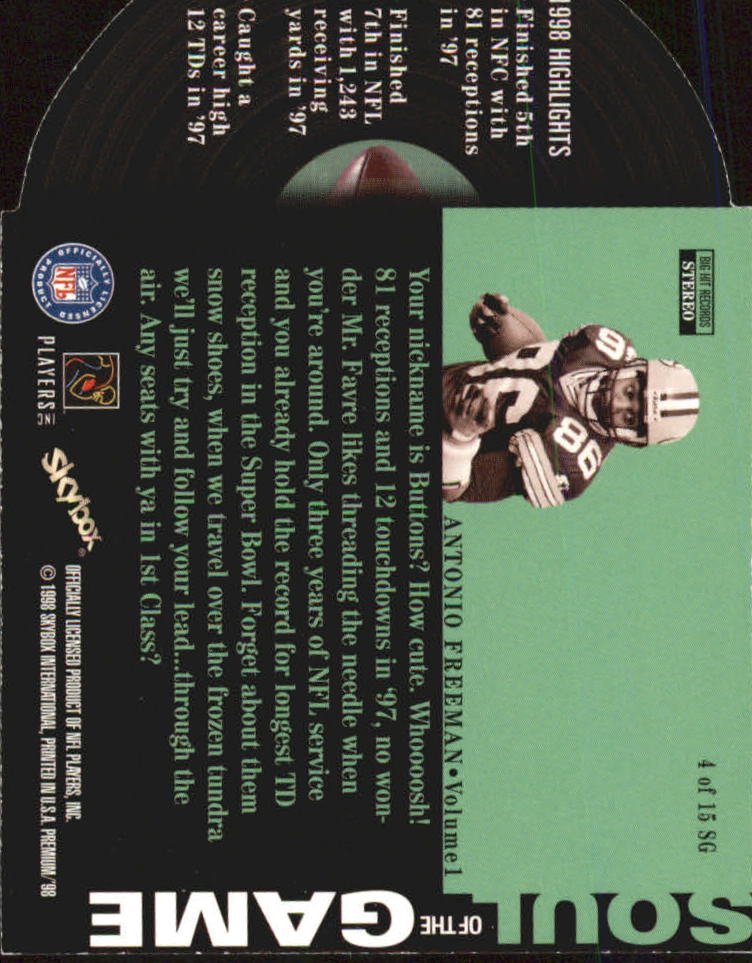 BIG HIT RECORDS
STEREO
4 of 15 SG
86
86
ANTONIO FREEMAN•Volume1
Your nickname is Buttons? How cute. Whoooosh!
81 receptions and 12 touchdowns in '97, no won-
der Mr. Favre likes threading the needle when
you're around. Only three years of NFL service
and you already hold the record for longest TD
reception in the Super Bowl. Forget about them
snow shoes, when we travel over the frozen tundra
we'll just try and follow your lead...through the
air. Any seats with ya in 1st Class?
SOUL
OF THE
GAME
1998 HIGHLIGHTS
Finished 5th
in NFC with
81 receptions
in '97
Finished
7th in NFL
with 1,243
receiving
yards in '97
Caught a
career high
12 TDs in '97
OFFICIALLY LICENSED PRODUCT
NFL
PLAYERS INC
SkyBox®
OFFICIALLY LICENSED PRODUCT OF NFL PLAYERS, INC.
© 1998 SKYBOX INTERNATIONAL, PRINTED IN U.S.A. PREMIUM/'98